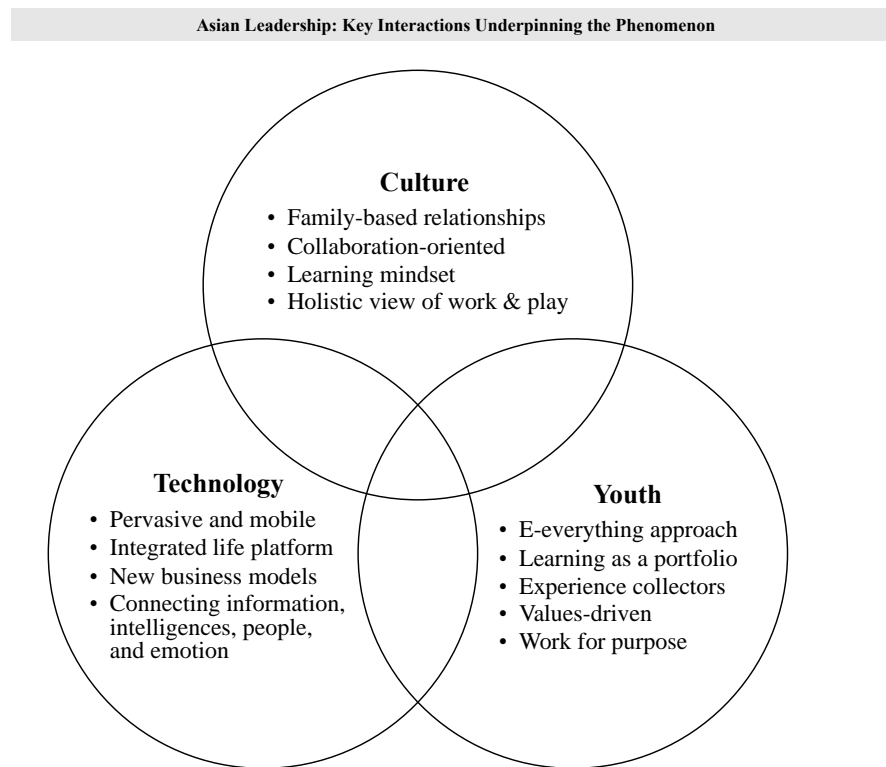 Asian Leadership: Key Interactions Underpinning the Phenomenon
Culture
• Family-based relationships
• Collaboration-oriented
• Learning mindset
• Holistic view of work & play
Technology
• Pervasive and mobile
• Integrated life platform
• New business models
• Connecting information,
intelligences, people,
and emotion
Youth
• E-everything approach
• Learning as a portfolio
• Experience collectors
• Values-driven
• Work for purpose